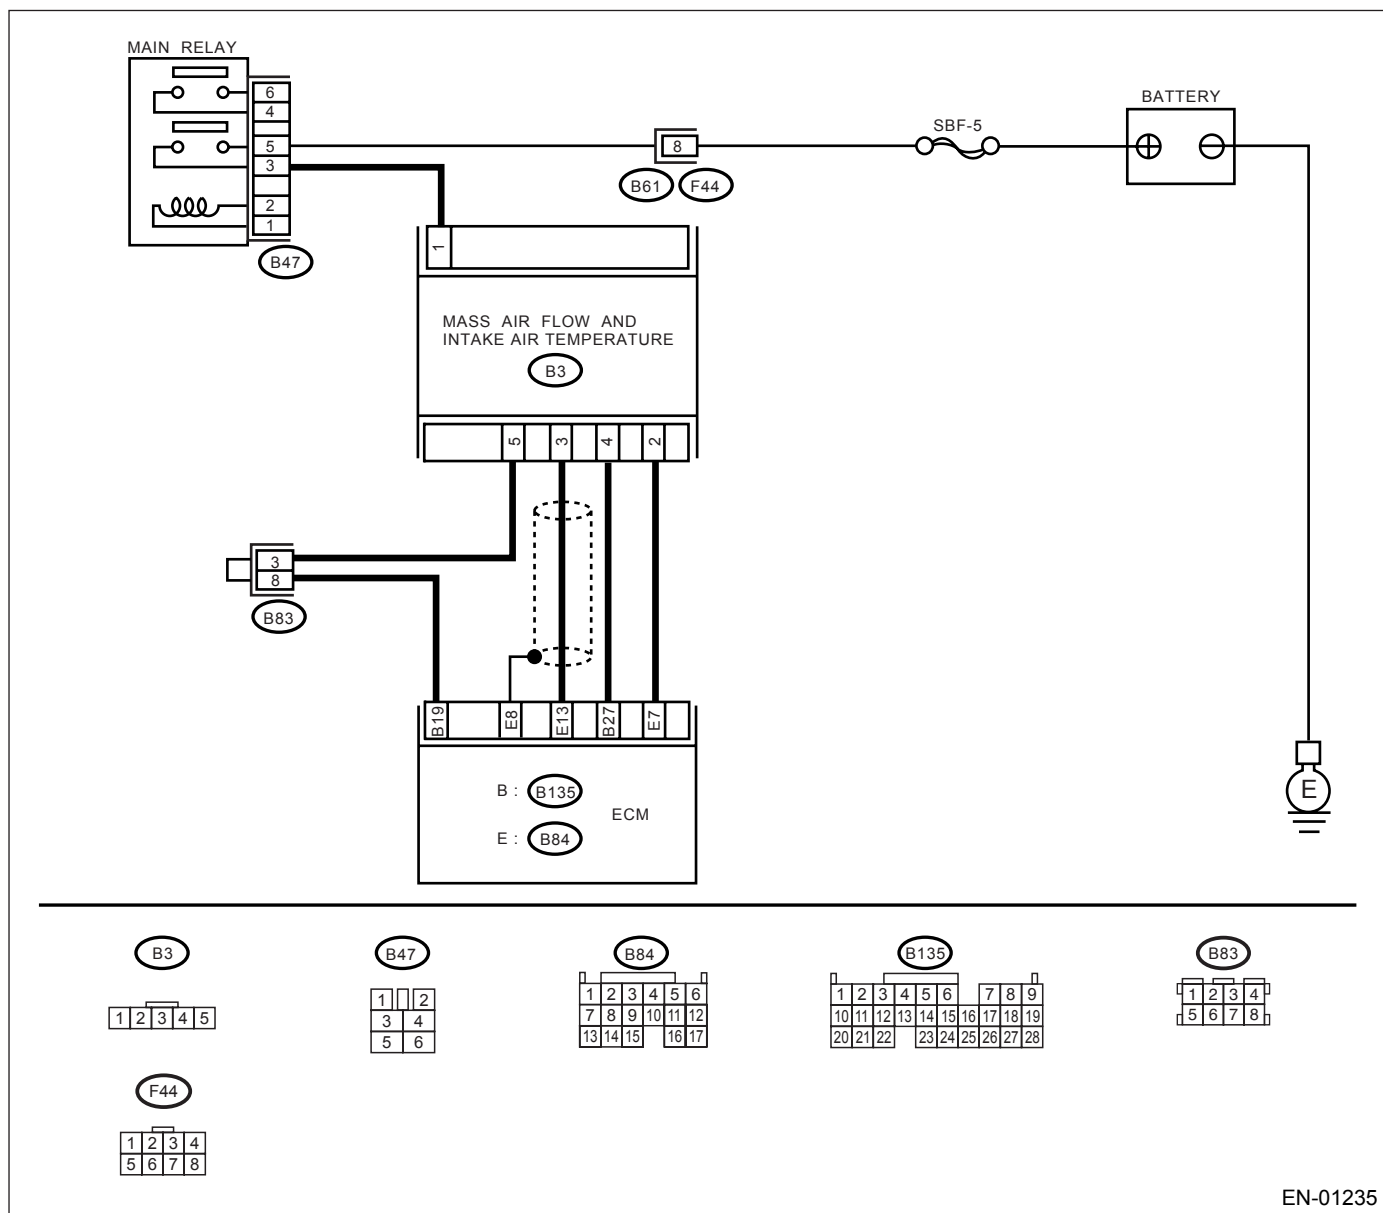 MAIN RELAY
BATTERY
SBF-5
6
4
5
3
2
1
8
B61 F44
B47
1
MASS AIR FLOW AND
INTAKE AIR TEMPERATURE
B3
5 3 4 2
3
8
B83
B19 E8 E13 B27 E7
B : B135
ECM
E : B84
E
B3 B47 B84 B135 B83
1 2 3 4 5
1 2
3 4
5 6
1 2 3 4 5 6
7 8 9 10 11 12
13 14 15 16 17
1 2 3 4 5 6 7 8 9
10 11 12 13 14 15 16 17 18 19
20 21 22 23 24 25 26 27 28
1 2 3 4
5 6 7 8
F44
1 2 3 4
5 6 7 8
EN-01235